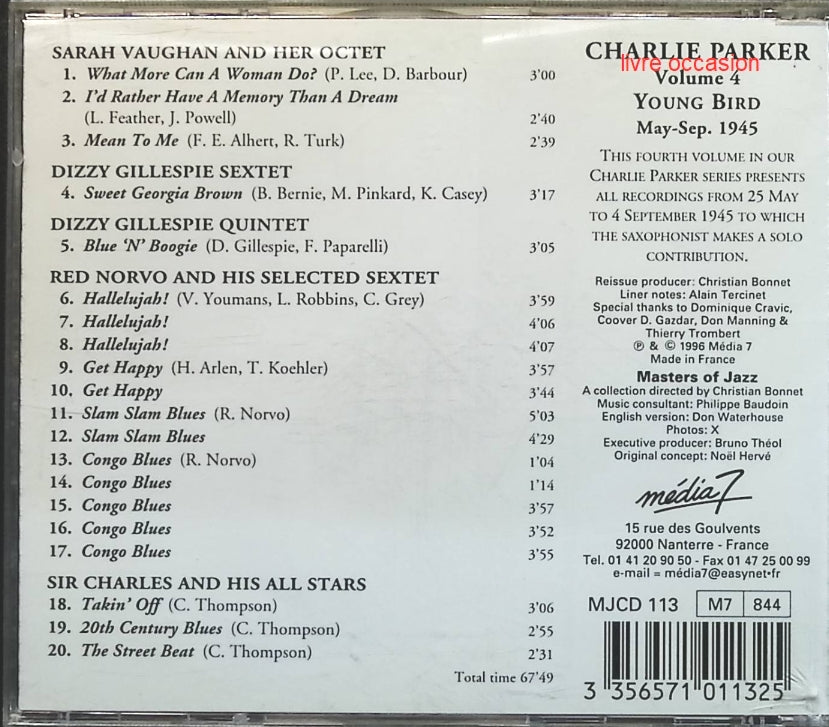 SARAH VAUGHAN AND HER OCTET
1. What More Can A Woman Do? (P. Lee, D. Barbour) 3'00
2. I'd Rather Have A Memory Than A Dream
(L. Feather, J. Powell) 2'40
3. Mean To Me (F. E. Alhert, R. Turk) 2'39
DIZZY GILLESPIE SEXTET
4. Sweet Georgia Brown (B. Bernie, M. Pinkard, K. Casey) 3'17
DIZZY GILLESPIE QUINTET
5. Blue 'N' Boogie (D. Gillespie, F. Paparelli) 3'05
RED NORVO AND HIS SELECTED SEXTET
6. Hallelujah! (V. Youmans, L. Robbins, C. Grey) 3'59
7. Hallelujah! 4'06
8. Hallelujah! 4'07
9. Get Happy (H. Arlen, T. Koehler) 3'57
10. Get Happy 3'44
11. Slam Slam Blues (R. Norvo) 5'03
12. Slam Slam Blues 4'29
13. Congo Blues (R. Norvo) 1'04
14. Congo Blues 1'14
15. Congo Blues 3'57
16. Congo Blues 3'52
17. Congo Blues 3'55
SIR CHARLES AND HIS ALL STARS
18. Takin' Off (C. Thompson) 3'06
19. 20th Century Blues (C. Thompson) 2'55
20. The Street Beat (C. Thompson) 2'31
Total time 67'49
CHARLIE PARKER
livre occasion
Volume 4
YOUNG BIRD
May-Sep. 1945
THIS FOURTH VOLUME IN OUR
CHARLIE PARKER SERIES PRESENTS
ALL RECORDINGS FROM 25 MAY
TO 4 SEPTEMBER 1945 TO WHICH
THE SAXOPHONIST MAKES A SOLO
CONTRIBUTION.
Reissue producer: Christian Bonnet
Liner notes: Alain Tercinet
Special thanks to Dominique Cravic,
Coover D. Gazdar, Don Manning &
Thierry Trombert
℗ & © 1996 Média 7
Made in France
Masters of Jazz
A collection directed by Christian Bonnet
Music consultant: Philippe Baudoin
English version: Don Waterhouse
Photos: X
Executive producer: Bruno Théol
Original concept: Noël Hervé
média 7
15 rue des Goulvents
92000 Nanterre - France
Tel. 01 41 20 90 50 - Fax 01 47 25 00 99
e-mail = média7@easynet•fr
MJCD 113 M7 844
3 356571 011325